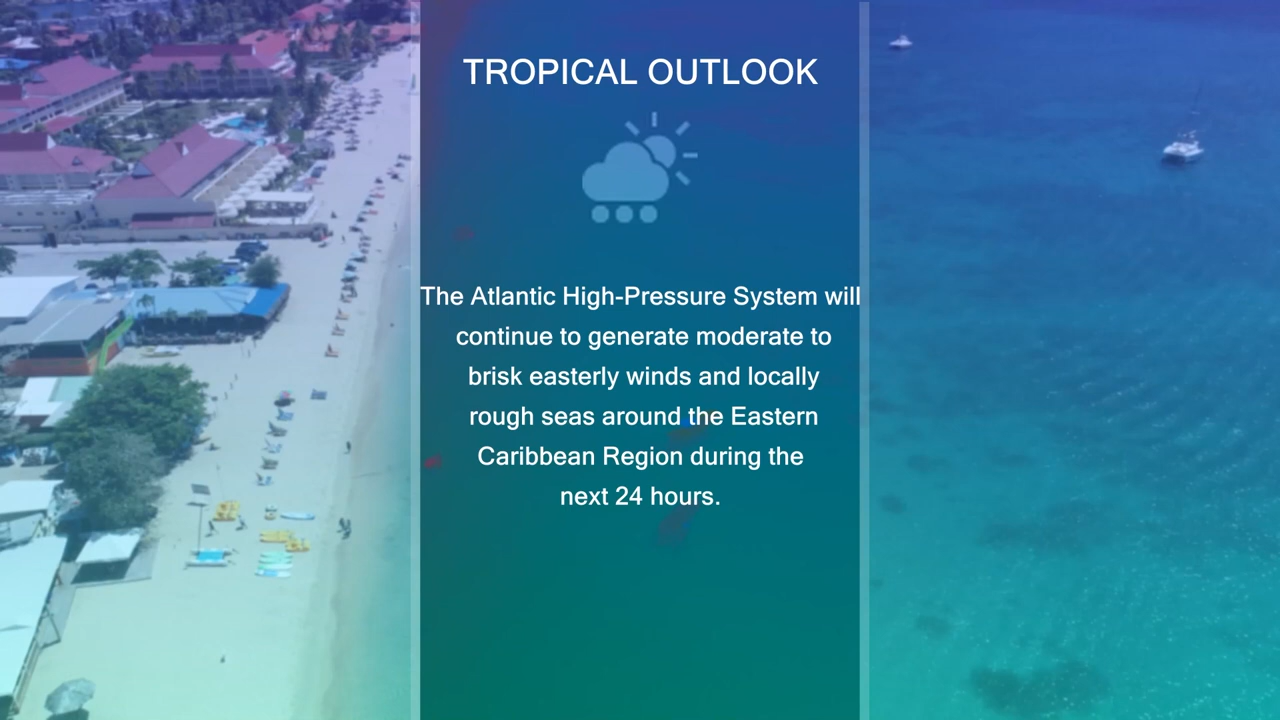 TROPICAL OUTLOOK
The Atlantic High-Pressure System will
continue to generate moderate to
brisk easterly winds and locally
rough seas around the Eastern
Caribbean Region during the
next 24 hours.